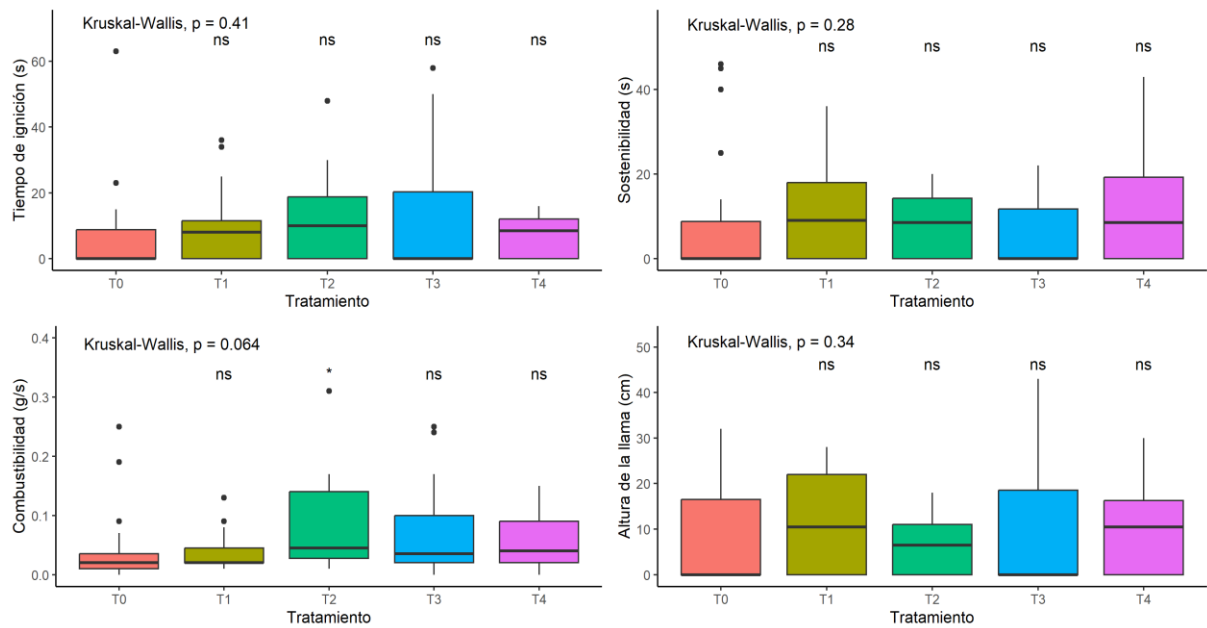 Kruskal-Wallis, p = 0.41
ns ns ns ns
Tiempo de ignición (s)
60
40
20
0
T0 T1 T2 T3 T4
Tratamiento
Kruskal-Wallis, p = 0.28
ns ns ns ns
Sostenibilidad (s)
40
20
0
T0 T1 T2 T3 T4
Tratamiento
Kruskal-Wallis, p = 0.064
ns * ns ns
Combustibilidad (g/s)
0.4
0.3
0.2
0.1
0.0
T0 T1 T2 T3 T4
Tratamiento
Kruskal-Wallis, p = 0.34
ns ns ns ns
Altura de la llama (cm)
50
40
30
20
10
0
T0 T1 T2 T3 T4
Tratamiento